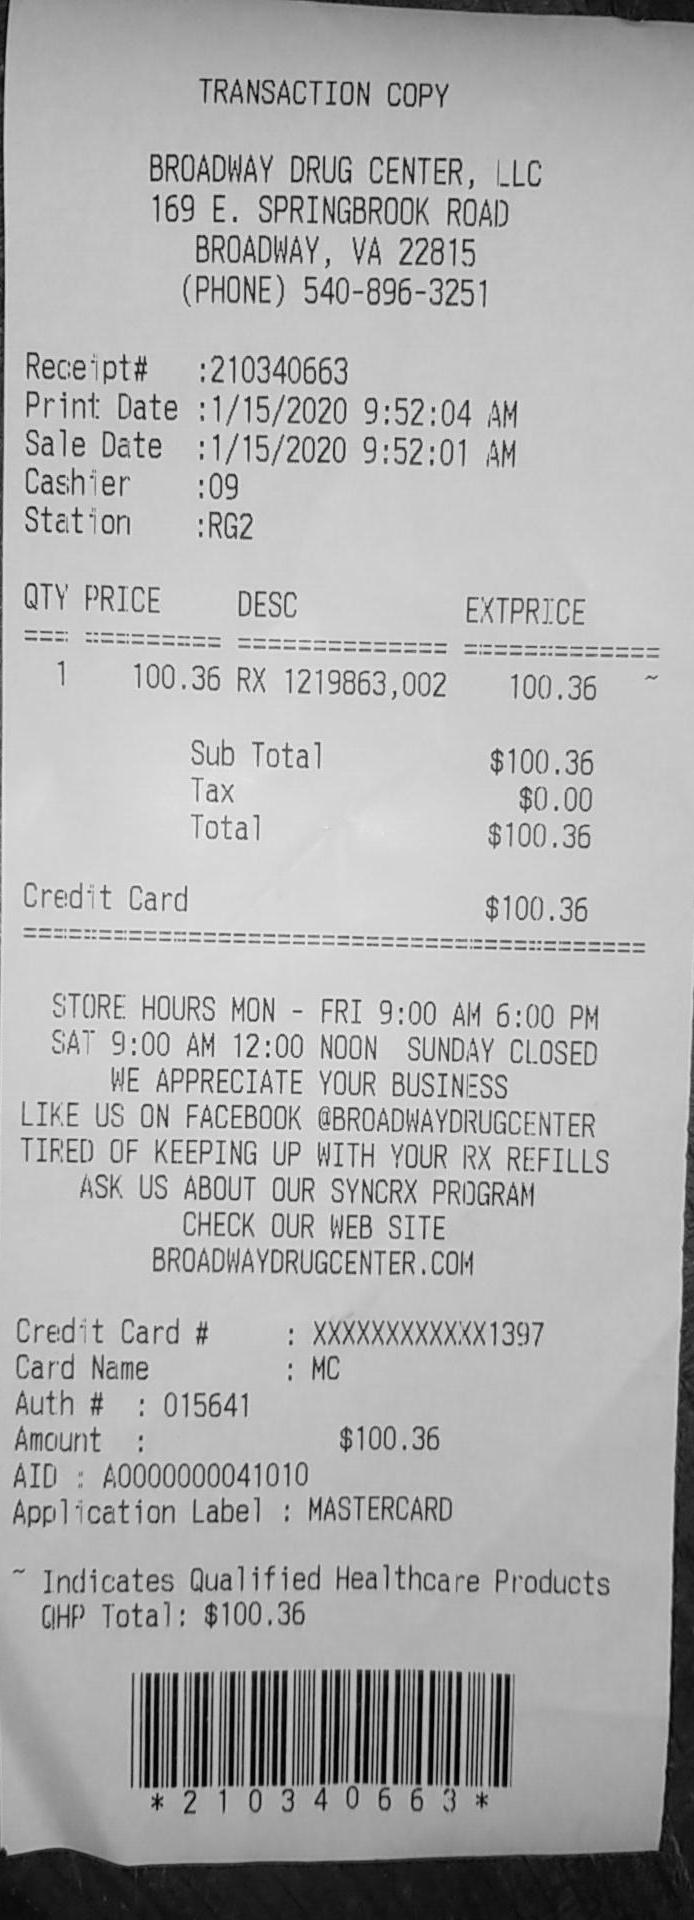 TRANSACTION COPY
BROADWAY DRUG CENTER, LLC
169 E. SPRINGBROOK ROAD
BROADWAY, VA 22815
(PHONE) 540-896-3251
Receipt# :210340663
Print Date :1/15/2020 9:52:04 AM
Sale Date :1/15/2020 9:52:01 AM
Cashier :09
Station :RG2
QTY PRICE DESC EXTPRICE
=== ========= ============== =============
1 100.36 RX 1219863,002 100.36 ~
Sub Total $100.36
Tax $0.00
Total $100.36
Credit Card $100.36
==========================================
STORE HOURS MON - FRI 9:00 AM 6:00 PM
SAT 9:00 AM 12:00 NOON SUNDAY CLOSED
WE APPRECIATE YOUR BUSINESS
LIKE US ON FACEBOOK @BROADWAYDRUGCENTER
TIRED OF KEEPING UP WITH YOUR RX REFILLS
ASK US ABOUT OUR SYNCRX PROGRAM
CHECK OUR WEB SITE
BROADWAYDRUGCENTER.COM
Credit Card # : XXXXXXXXXXXX1397
Card Name : MC
Auth # : 015641
Amount : $100.36
AID : A0000000041010
Application Label : MASTERCARD
~ Indicates Qualified Healthcare Products
QHP Total: $100.36
*210340663*